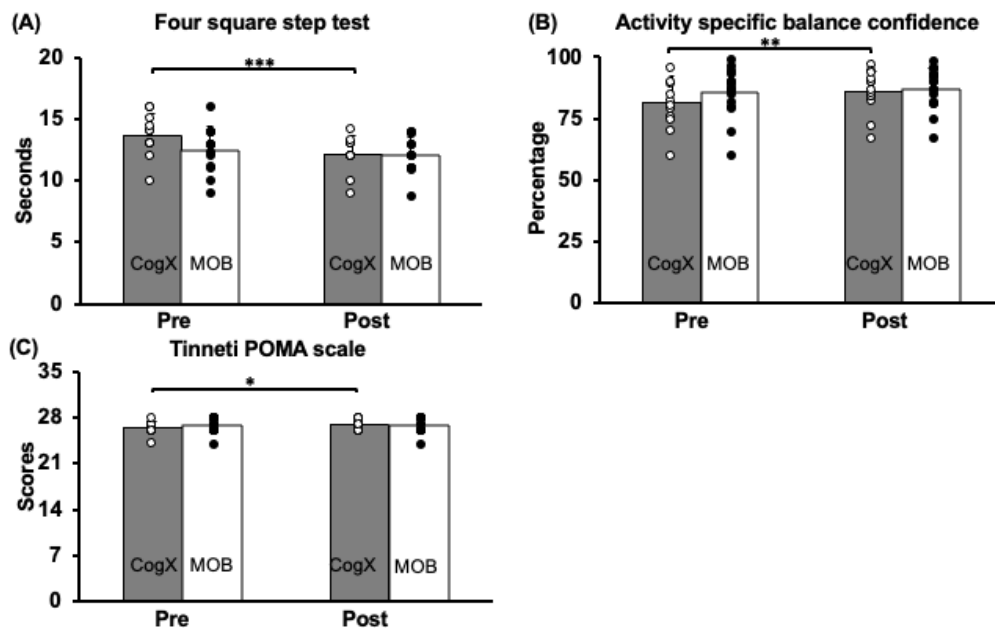 (A) Four square step test
20
15
10
5
0
Seconds
***
CogX MOB CogX MOB
Pre Post
(B) Activity specific balance confidence
100
75
50
25
0
Percentage
**
CogX MOB CogX MOB
Pre Post
(C) Tinneti POMA scale
35
28
21
14
7
0
Scores
*
CogX MOB CogX MOB
Pre Post